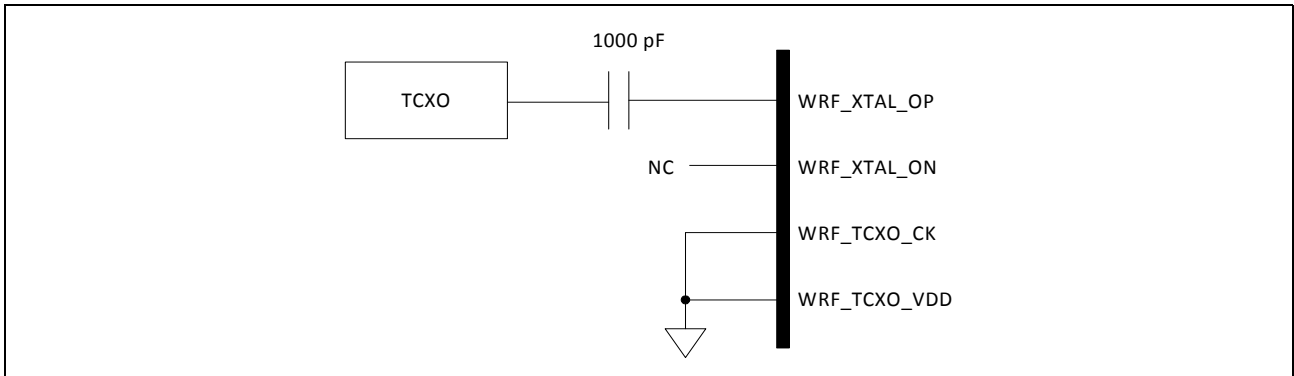 1000 pF
TCXO
WRF_XTAL_OP
NC
WRF_XTAL_ON
WRF_TCXO_CK
WRF_TCXO_VDD